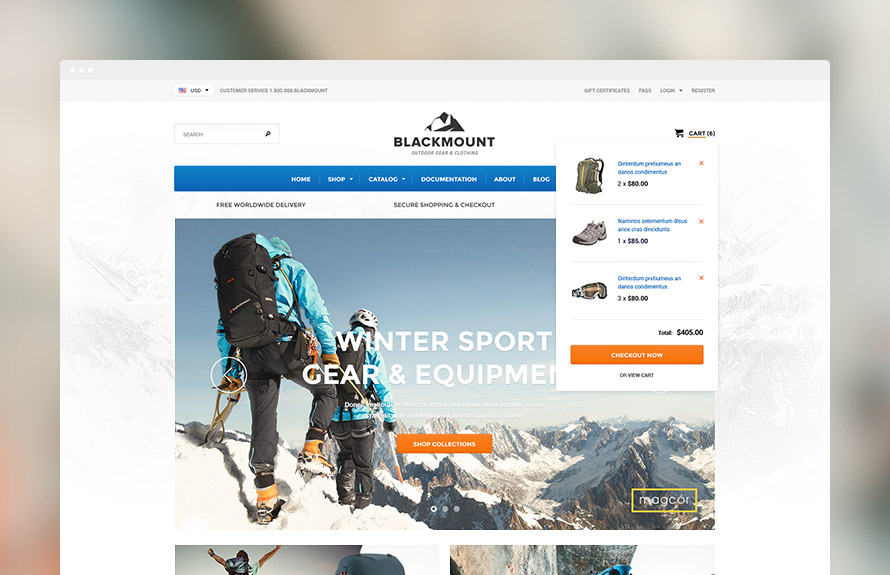 USD
CUSTOMER SERVICE 1.800.000.BLACKMOUNT
GIFT CERTIFICATES
FAQS
LOGIN
REGISTER
SEARCH
BLACKMOUNT
OUTDOOR GEAR & CLOTHING
CART (6)
HOME
SHOP
CATALOG
DOCUMENTATION
ABOUT
BLOG
FREE WORLDWIDE DELIVERY
SECURE SHOPPING & CHECKOUT
Dinterdum pretiumeus an
danos condimentus
2 x $80.00
Naminos selementum disus
anos cras dincidunts
1 x $85.00
Dinterdum pretiumeus an
danos condimentus
3 x $80.00
Total: $405.00
CHECKOUT NOW
OR VIEW CART
WINTER SPORT
GEAR & EQUIPMEN
SHOP COLLECTIONS
magcor